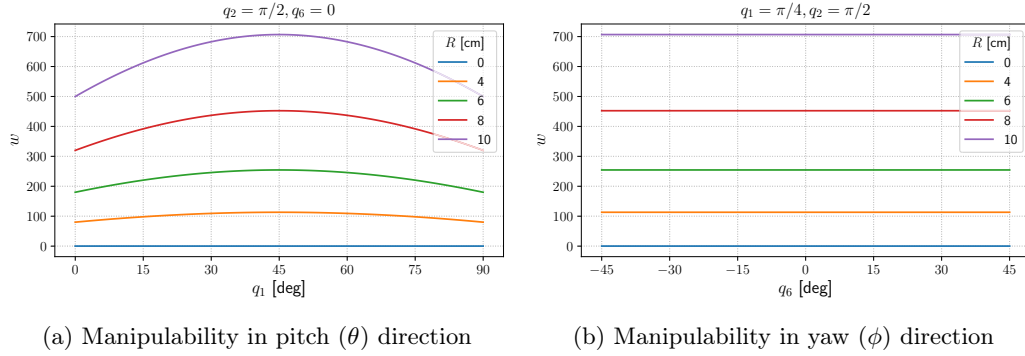 q₂ = π/2, q₆ = 0
R [cm]
0
4
6
8
10
w
700
600
500
400
300
200
100
0
0 15 30 45 60 75 90
q₁ [deg]
(a) Manipulability in pitch (θ) direction
q₁ = π/4, q₂ = π/2
R [cm]
0
4
6
8
10
w
700
600
500
400
300
200
100
0
−45 −30 −15 0 15 30 45
q₆ [deg]
(b) Manipulability in yaw (ϕ) direction